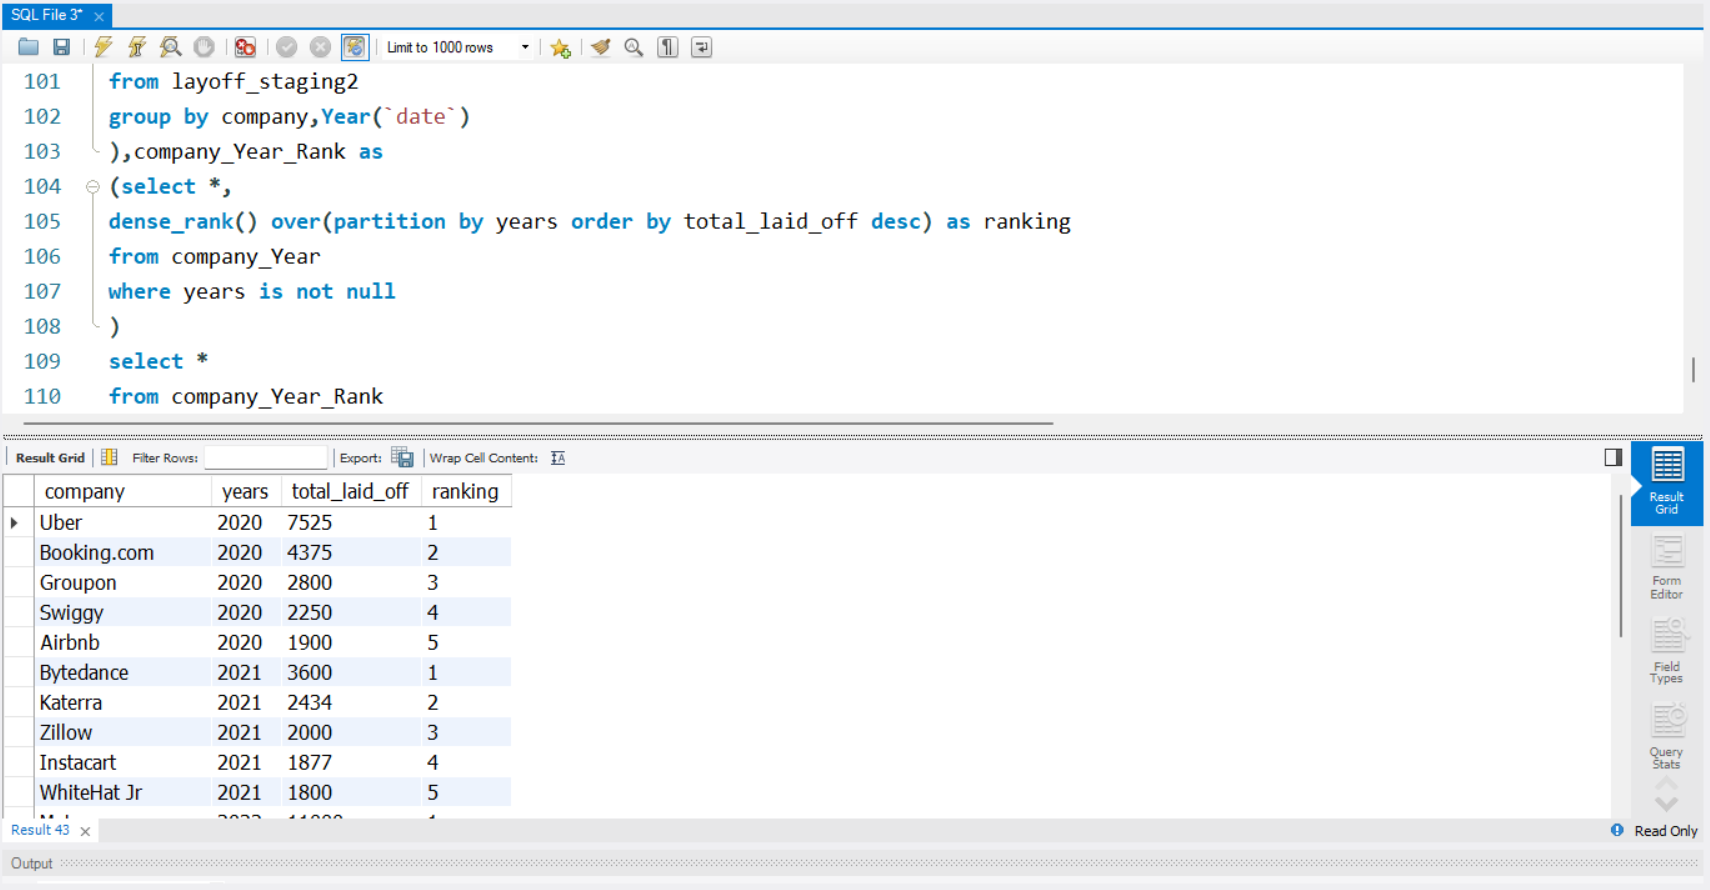 SQL File 3*
Limit to 1000 rows
101 from layoff_staging2
102 group by company,Year(`date`)
103 ),company_Year_Rank as
104 (select *,
105 dense_rank() over(partition by years order by total_laid_off desc) as ranking
106 from company_Year
107 where years is not null
108 )
109 select *
110 from company_Year_Rank
Result Grid Filter Rows: Export: Wrap Cell Content:
company years total_laid_off ranking
Uber 2020 7525 1
Booking.com 2020 4375 2
Groupon 2020 2800 3
Swiggy 2020 2250 4
Airbnb 2020 1900 5
Bytedance 2021 3600 1
Katerra 2021 2434 2
Zillow 2021 2000 3
Instacart 2021 1877 4
WhiteHat Jr 2021 1800 5
Result
Grid
Form
Editor
Field
Types
Query
Stats
Result 43
Read Only
Output